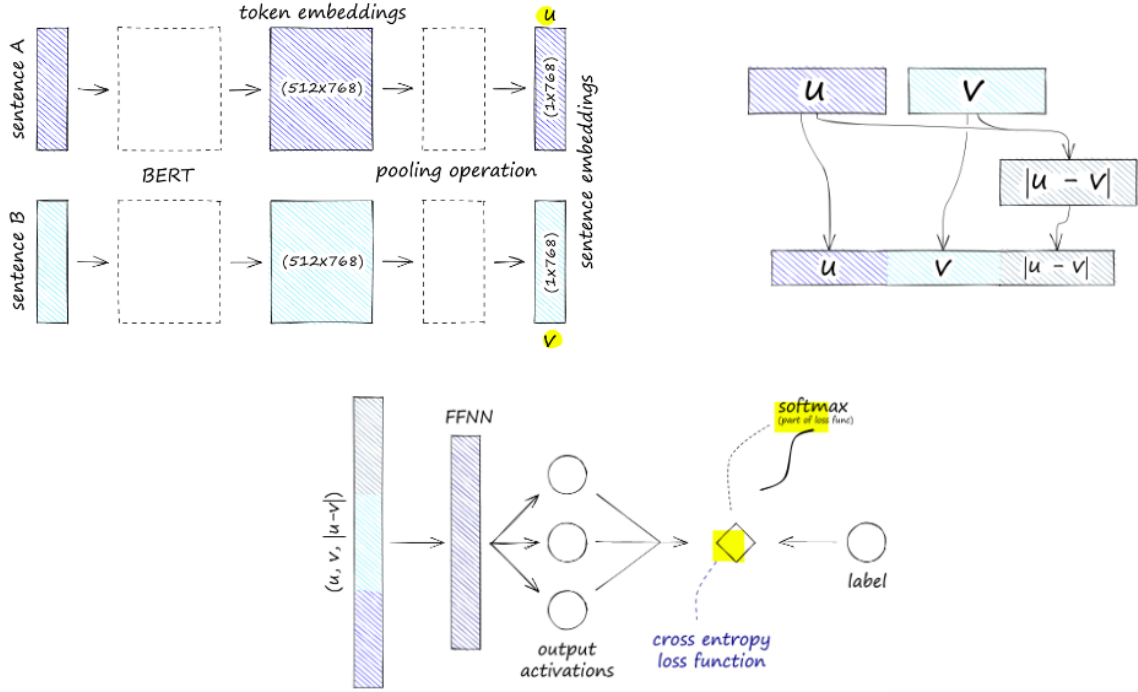 token embeddings
u
sentence A
(512x768)
(1x768)
sentence embeddings
BERT
pooling operation
sentence B
(512x768)
(1x768)
v
u
v
|u - v|
u
v
|u - v|
(u, v, |u-v|)
FFNN
output
activations
softmax
(part of loss func)
label
cross entropy
loss function